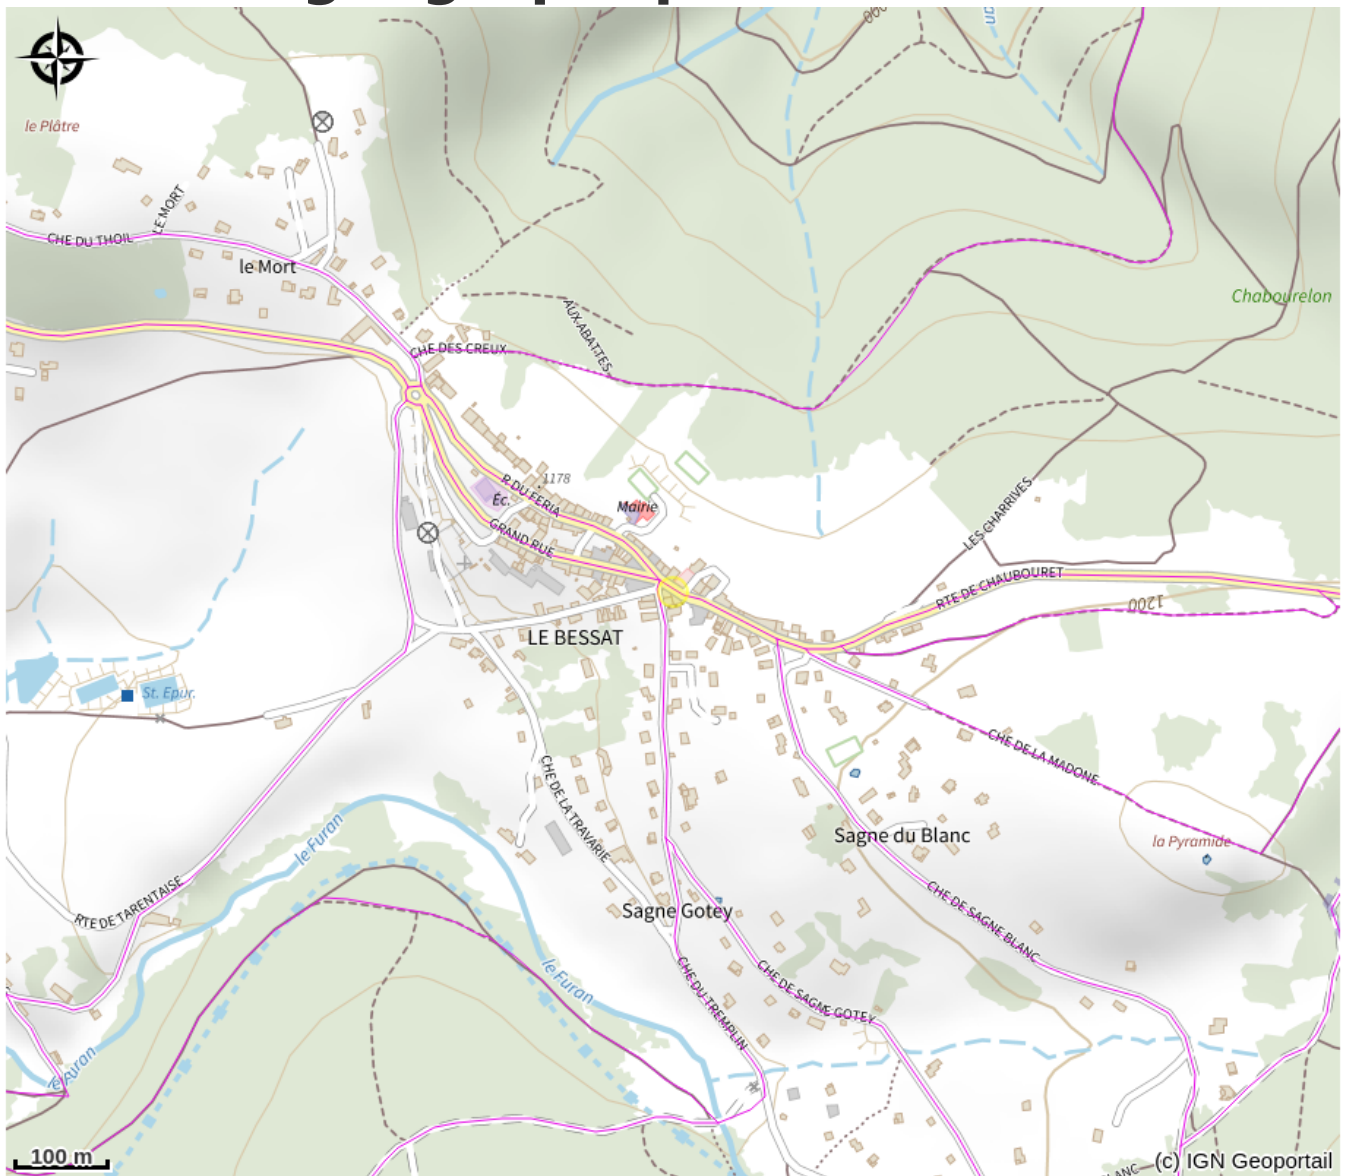 le Plâtre
LE MORT
CHE DU THOIL
le Mort
Chabourelon
AUX ABATTES
CHE DES CREUX
1178
R DU FERIA
Éc.
Mairie
GRAND RUE
LES CHARRIVES
RTE DE CHAUBOURET
1200
LE BESSAT
St. Epur.
CHE DE LA MADONE
CHE DE LA TRAVARIE
le Furan
Sagne du Blanc
la Pyramide
RTE DE TARENTAISE
Sagne Gotey
CHE DE SAGNE BLANC
le Furan
CHE DU TREMPLIN
CHE DE SAGNE GOTEY
le Furan
100 m
(c) IGN Geoportail